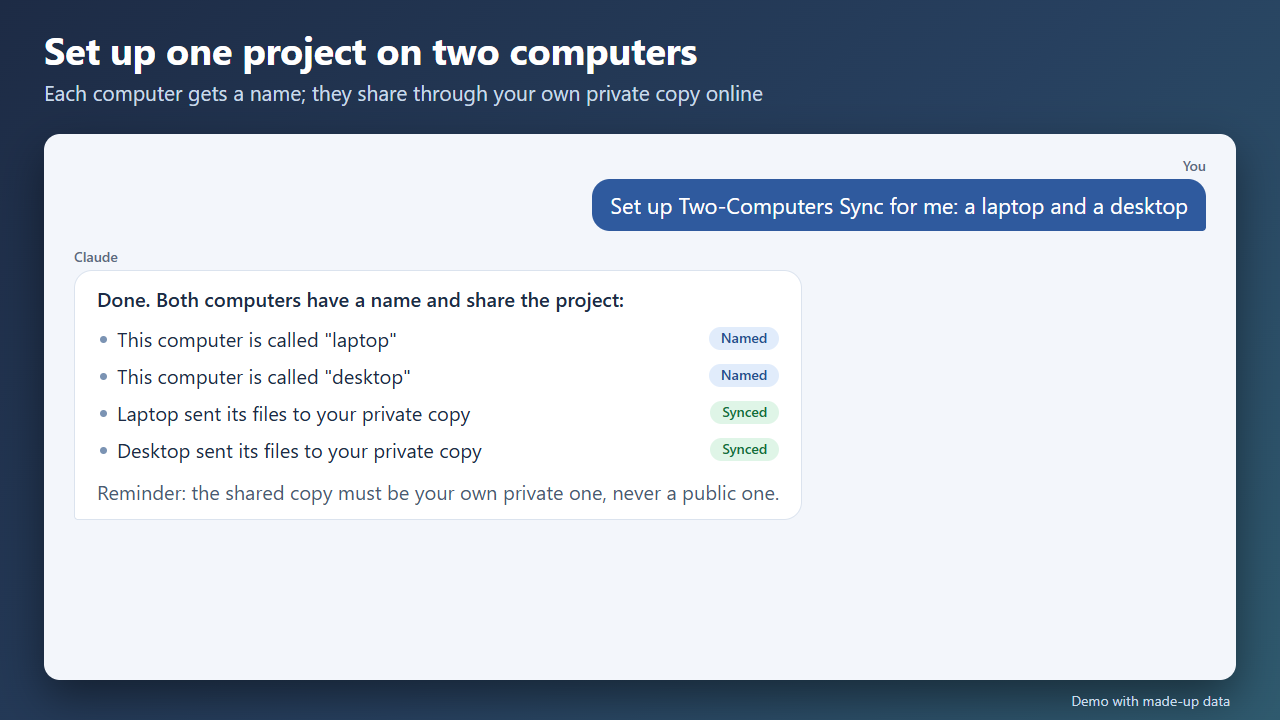 Set up one project on two computers
Each computer gets a name; they share through your own private copy online
You
Set up Two-Computers Sync for me: a laptop and a desktop
Claude
Done. Both computers have a name and share the project:
This computer is called "laptop" Named
This computer is called "desktop" Named
Laptop sent its files to your private copy Synced
Desktop sent its files to your private copy Synced
Reminder: the shared copy must be your own private one, never a public one.
Demo with made-up data